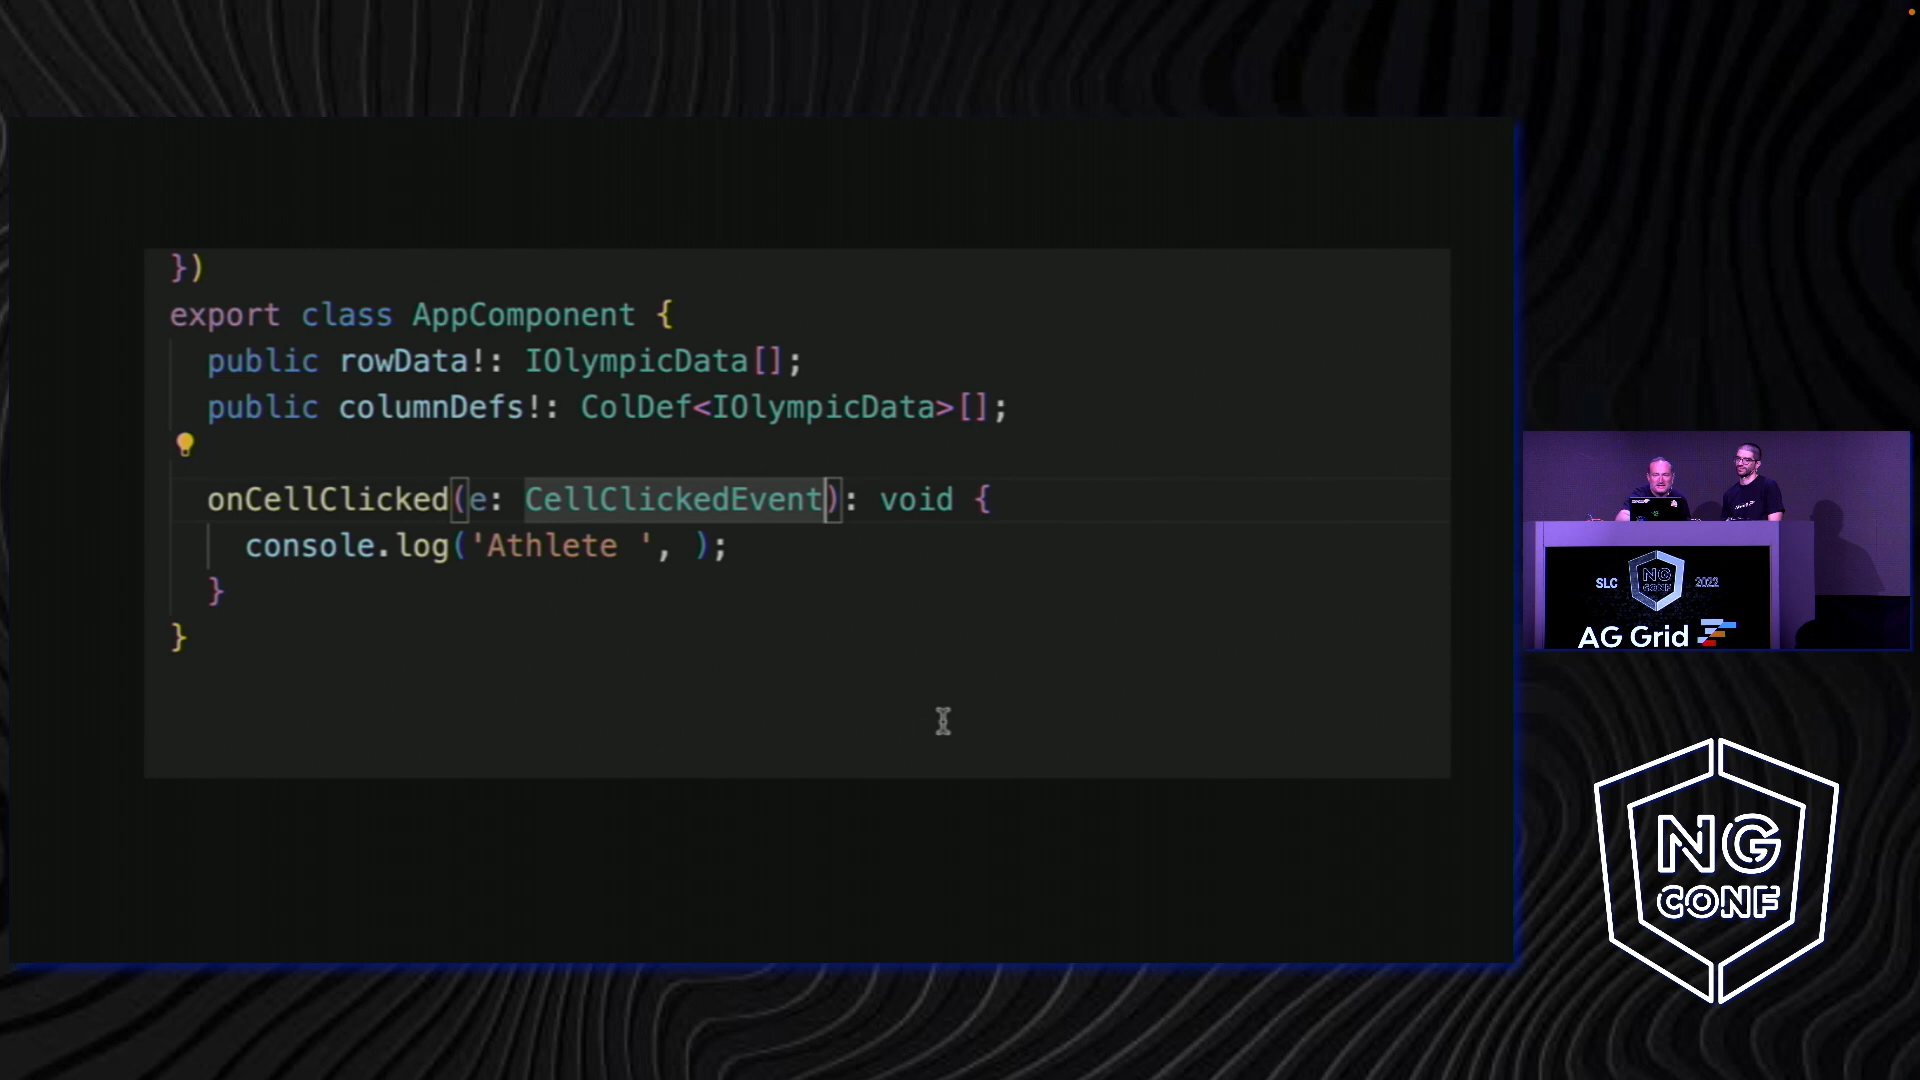 })
export class AppComponent {
public rowData!: IOlympicData[];
public columnDefs!: ColDef<IOlympicData>[];
onCellClicked(e: CellClickedEvent): void {
console.log('Athlete ', );
}
}
SLC
NG
CONF
2022
AG Grid
NG
CONF